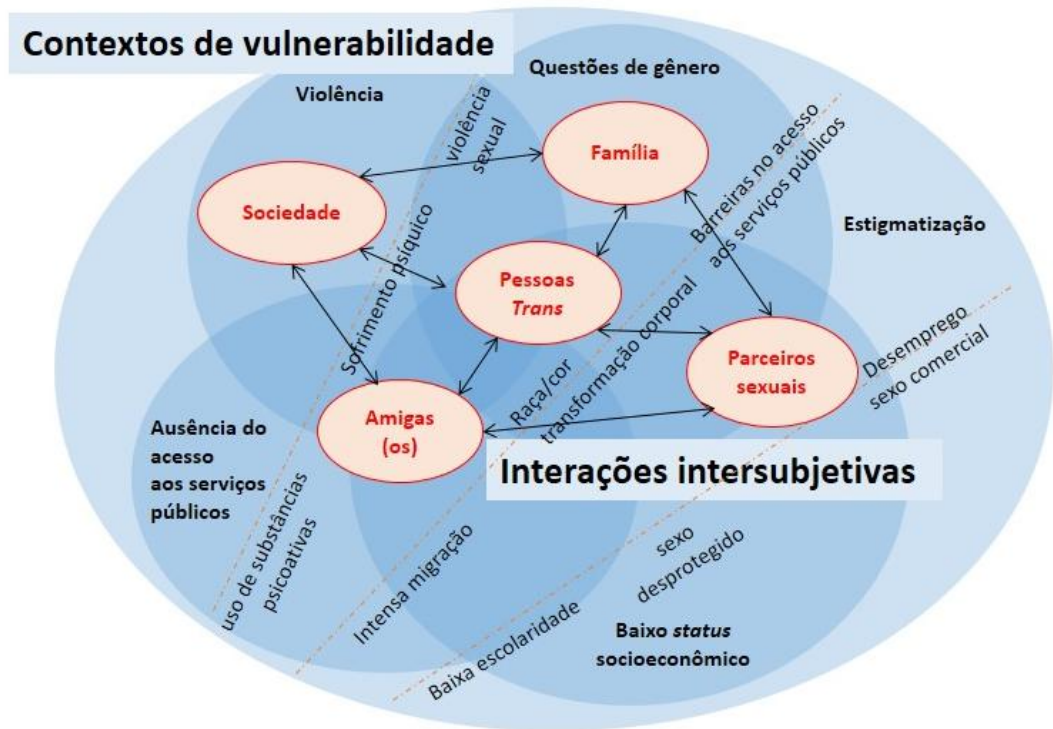 Contextos de vulnerabilidade
Questões de gênero
Violência
violência
sexual
Família
Barreiras no acesso
aos serviços públicos
Sociedade
Estigmatização
Sofrimento psíquico
Pessoas
Trans
Raça/cor
transformação corporal
Parceiros
sexuais
Desemprego
sexo comercial
Amigas
(os)
Ausência do
acesso
aos serviços
públicos
Interações intersubjetivas
uso de substâncias
psicoativas
Intensa migração
sexo
desprotegido
Baixa escolaridade
Baixo status
socioeconômico